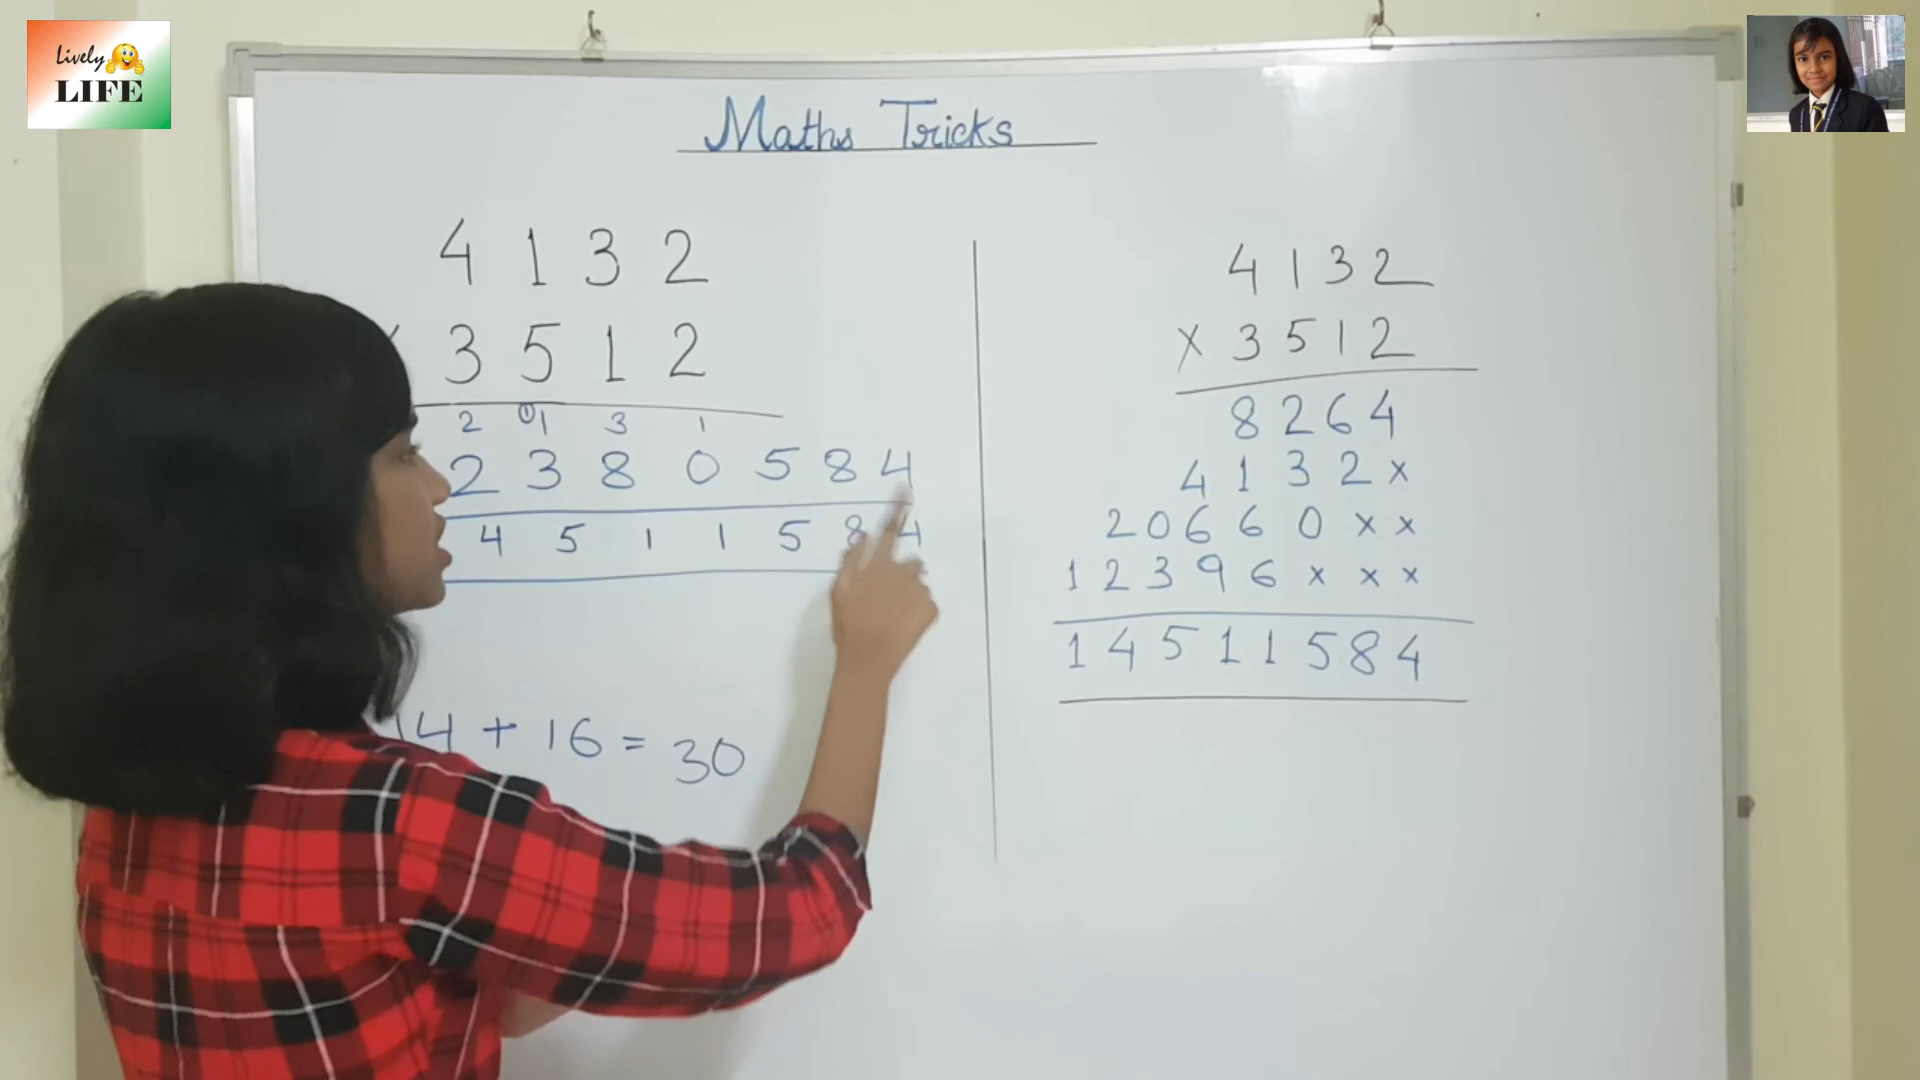 Lively
LIFE
Maths Tricks
4 1 3 2
3 5 1 2
2 1 3 1
2 3 8 0 5 8 4
4 5 1 1 5 8 4
14 + 16 = 30
4 1 3 2
X 3 5 1 2
8 2 6 4
4 1 3 2 x
2 0 6 6 0 x x
1 2 3 9 6 x x x
1 4 5 1 1 5 8 4